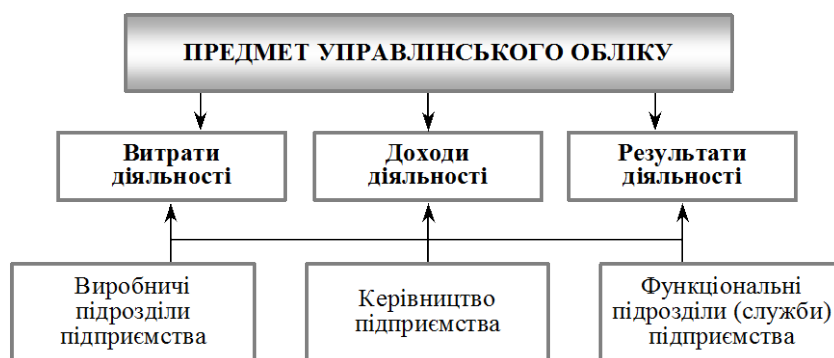 ПРЕДМЕТ УПРАВЛІНСЬКОГО ОБЛІКУ
Витрати
діяльності
Доходи
діяльності
Результати
діяльності
Виробничі
підрозділи
підприємства
Керівництво
підприємства
Функціональні
підрозділи (служби)
підприємства